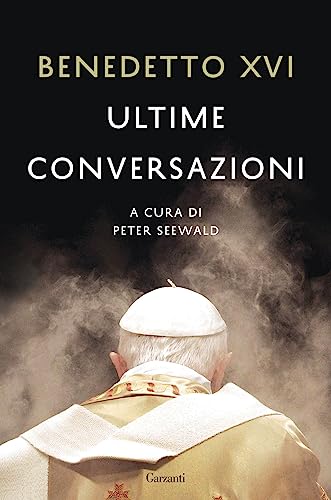 BENEDETTO XVI
ULTIME
CONVERSAZIONI
A CURA DI
PETER SEEWALD
Garzanti